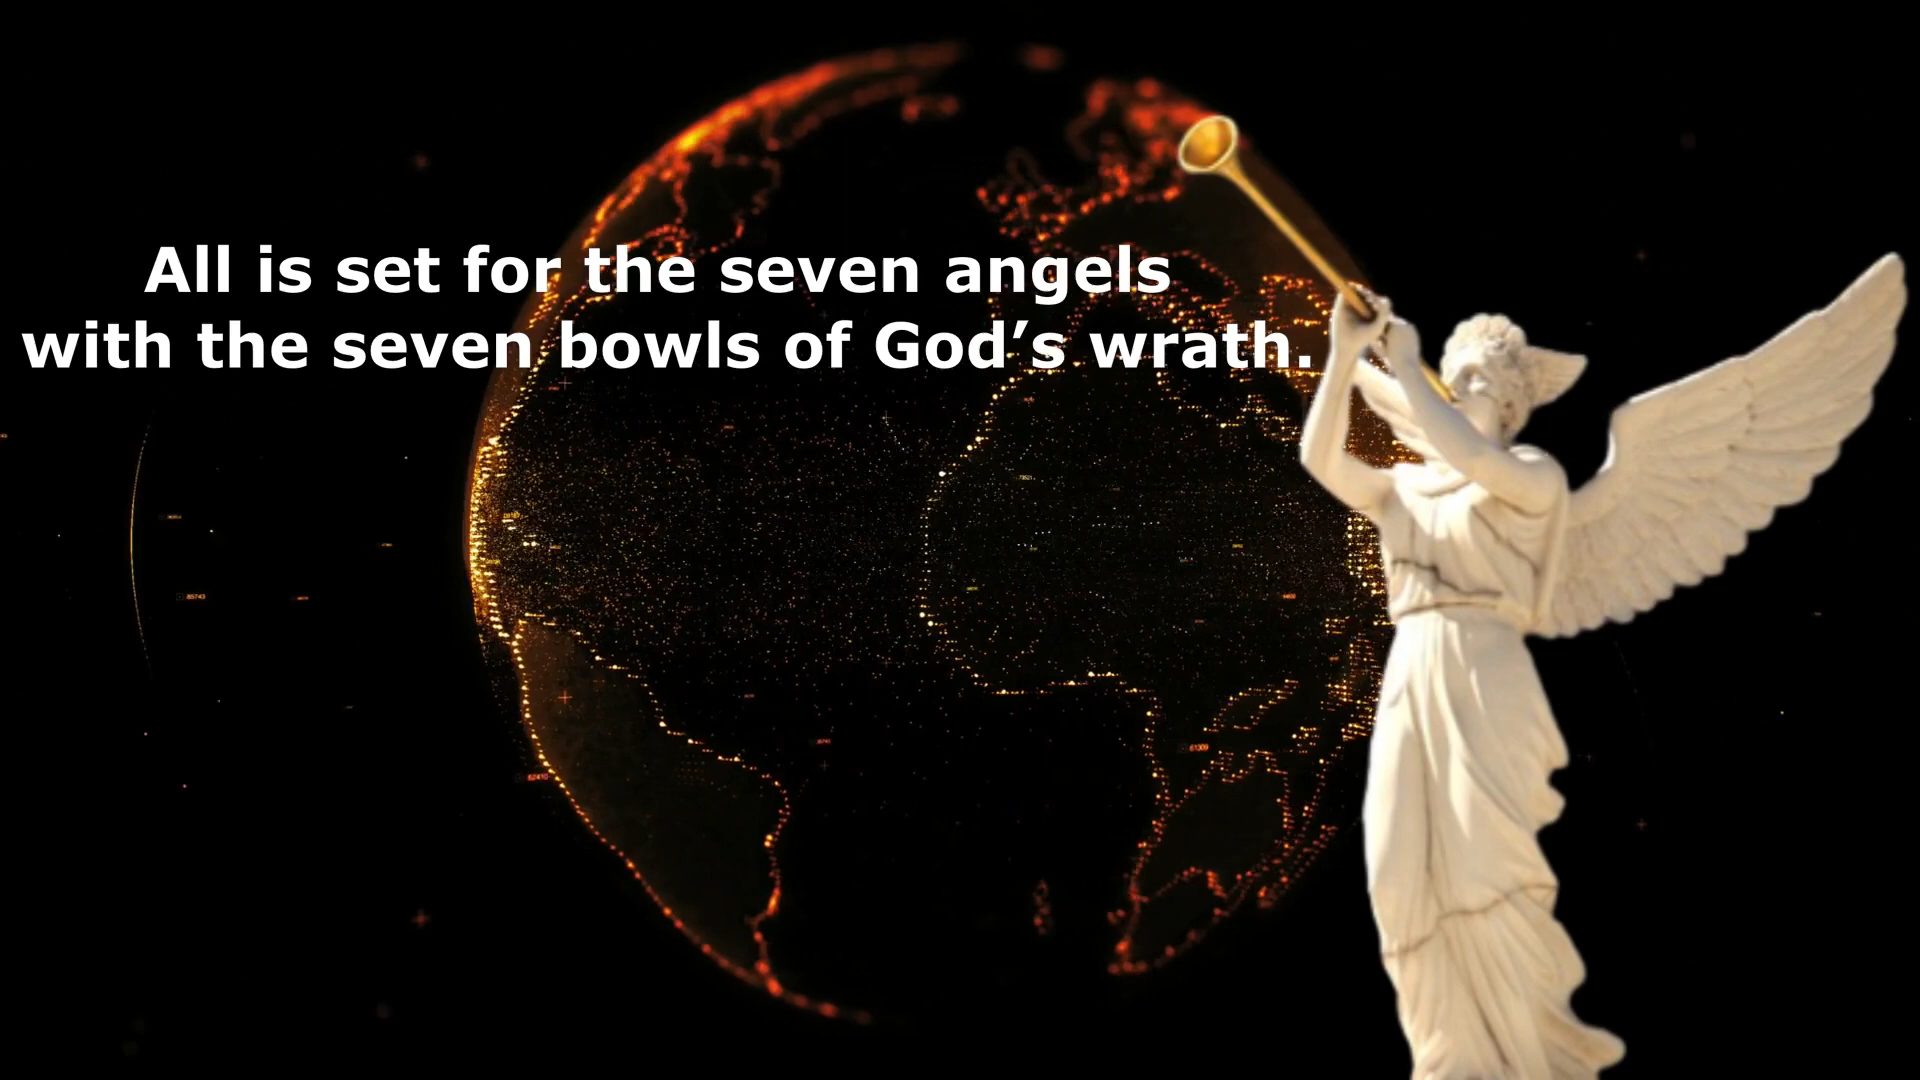 All is set for the seven angels
with the seven bowls of God’s wrath.